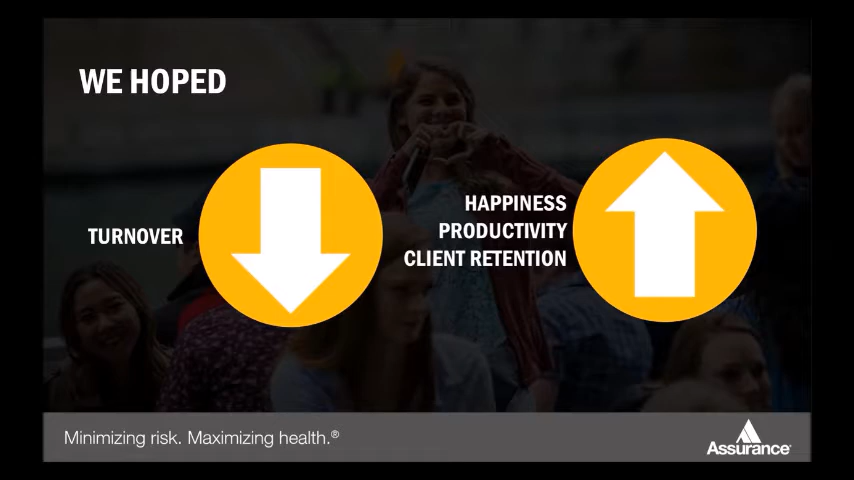 WE HOPED
TURNOVER
HAPPINESS
PRODUCTIVITY
CLIENT RETENTION
Minimizing risk. Maximizing health.®
Assurance